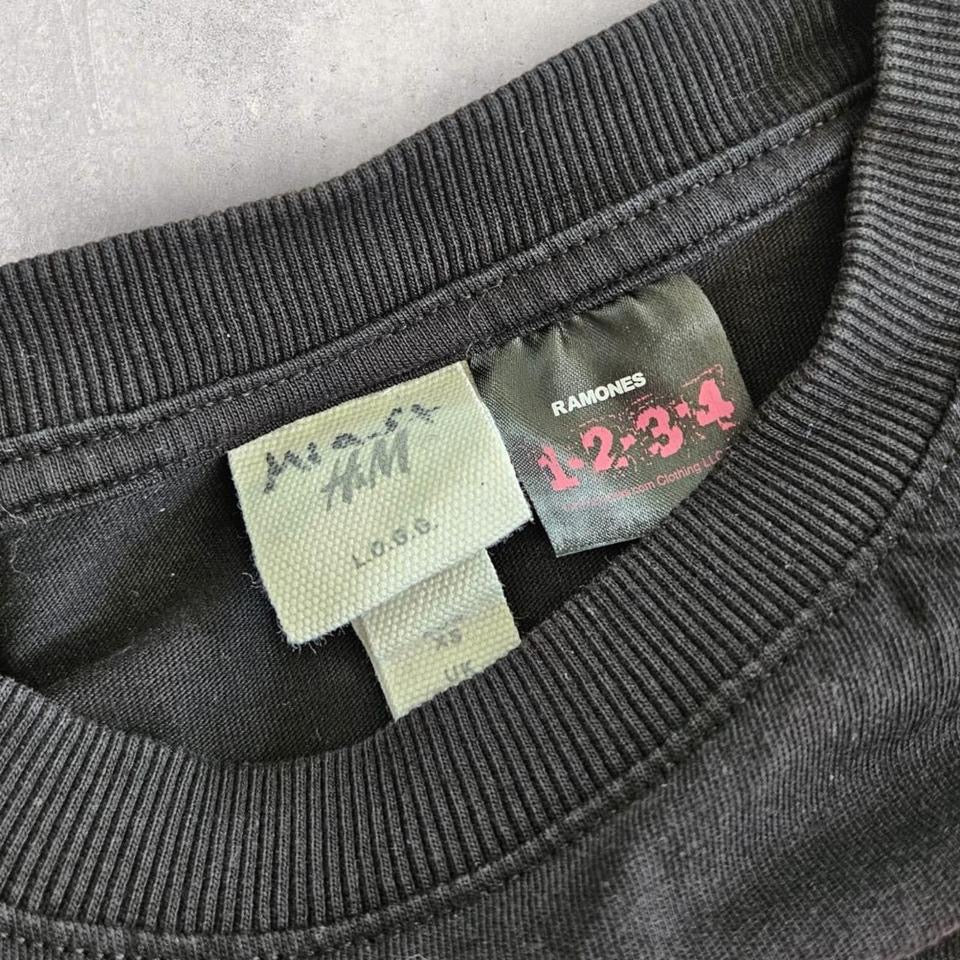 H&M
L.O.G.G.
XS
UK
RAMONES
1-2-3-4
Clothing LLC